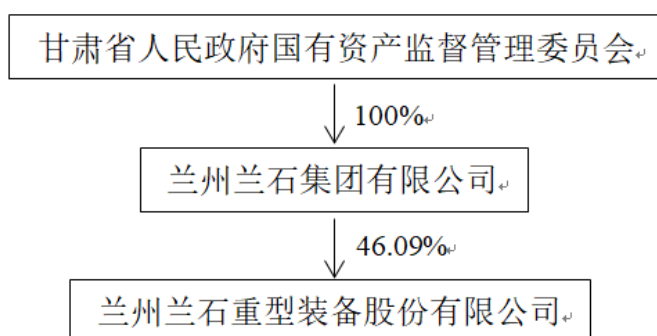 甘肃省人民政府国有资产监督管理委员会
100%
兰州兰石集团有限公司
46.09%
兰州兰石重型装备股份有限公司